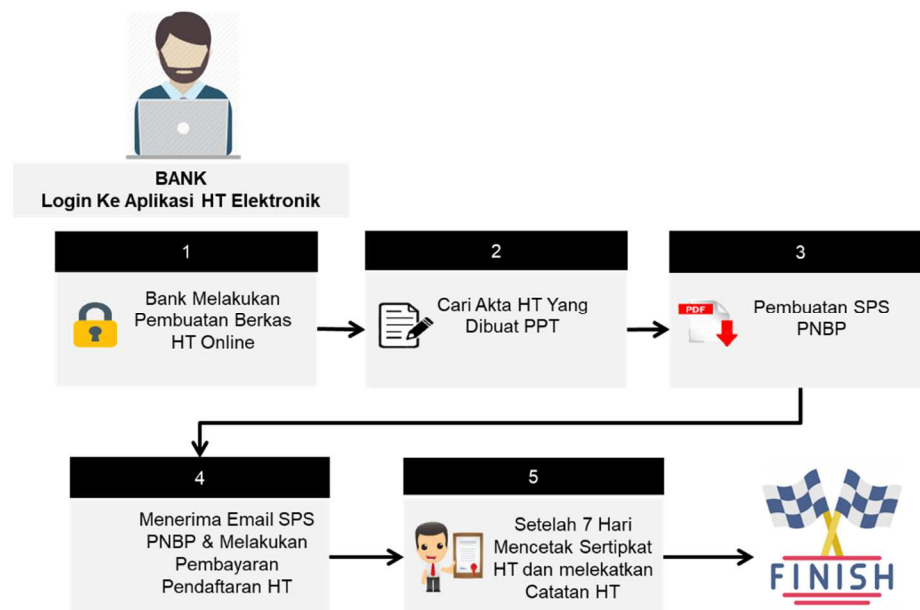 BANK
Login Ke Aplikasi HT Elektronik
1
Bank Melakukan
Pembuatan Berkas
HT Online
2
Cari Akta HT Yang
Dibuat PPT
3
PDF
Pembuatan SPS
PNBP
4
Menerima Email SPS
PNBP & Melakukan
Pembayaran
Pendaftaran HT
5
Setelah 7 Hari
Mencetak Sertipkat
HT dan melekatkan
Catatan HT
FINISH